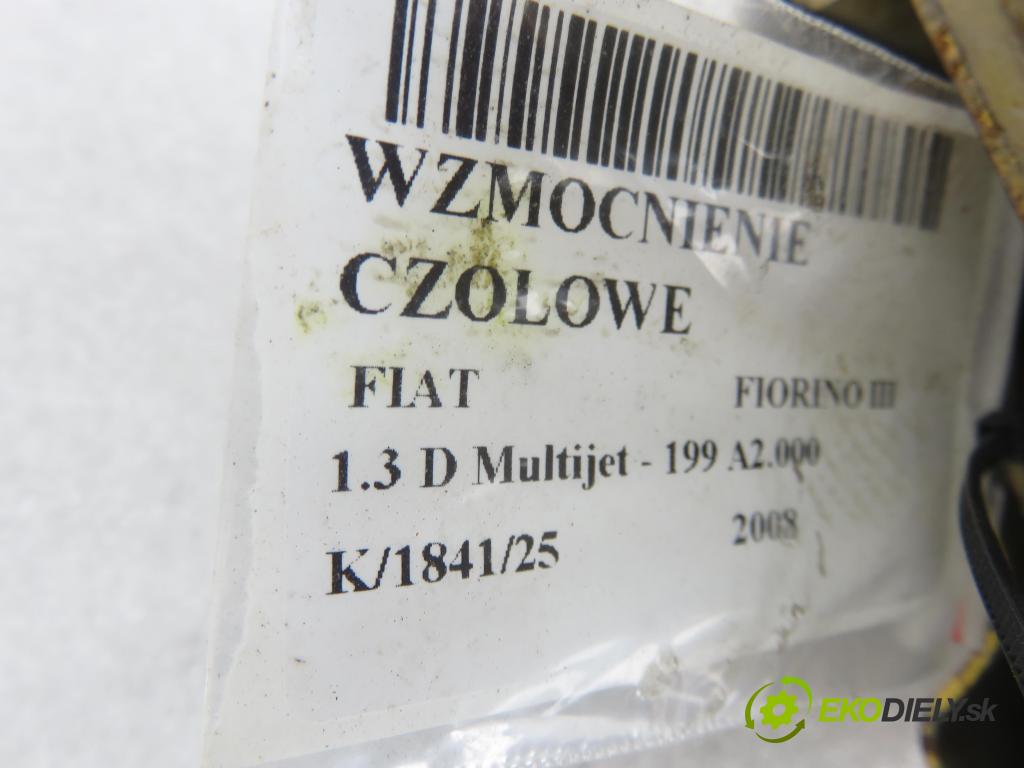 WZMOCNIENIE
CZOLOWE
FIAT FIORINO III
1.3 D Multijet - 199 A2.000
K/1841/25 2008
EKODIELY.sk